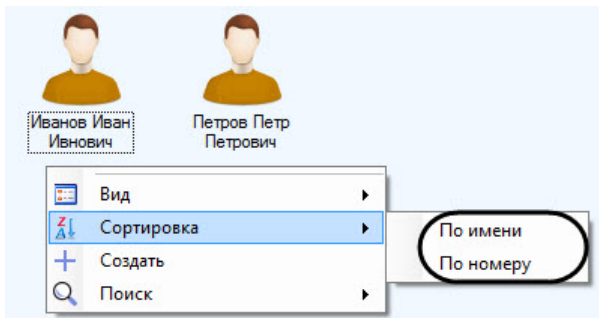 Иванов Иван
Ивнович
Петров Петр
Петрович
Вид
Сортировка
По имени
Создать
По номеру
Поиск